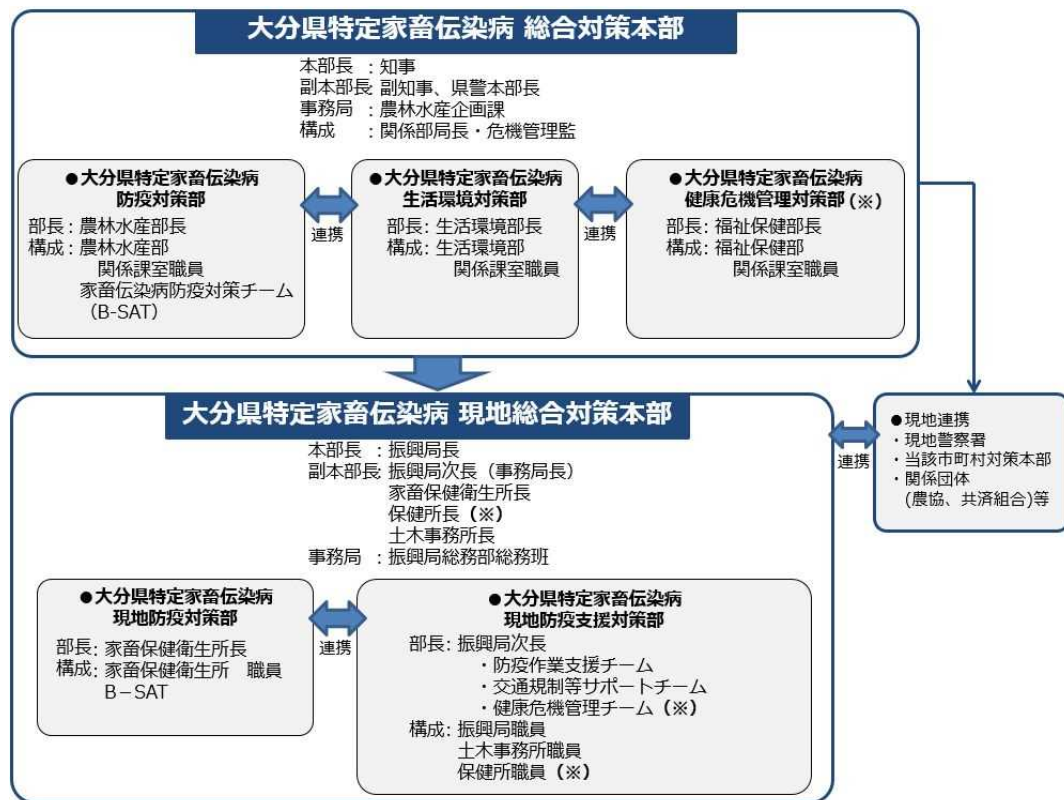 大分県特定家畜伝染病 総合対策本部
本部長 : 知事
副本部長: 副知事、県警本部長
事務局 : 農林水産企画課
構成 : 関係部局長・危機管理監
●大分県特定家畜伝染病
防疫対策部
部長: 農林水産部長
構成: 農林水産部
関係課室職員
家畜伝染病防疫対策チーム
(B-SAT)
連携
●大分県特定家畜伝染病
生活環境対策部
部長: 生活環境部長
構成: 生活環境部
関係課室職員
連携
●大分県特定家畜伝染病
健康危機管理対策部(※)
部長: 福祉保健部長
構成: 福祉保健部
関係課室職員
大分県特定家畜伝染病 現地総合対策本部
本部長 : 振興局長
副本部長: 振興局次長(事務局長)
家畜保健衛生所長
保健所長(※)
土木事務所長
事務局 : 振興局総務部総務班
連携
●現地連携
・現地警察署
・当該市町村対策本部
・関係団体
(農協、共済組合)等
●大分県特定家畜伝染病
現地防疫対策部
部長: 家畜保健衛生所長
構成: 家畜保健衛生所 職員
B-SAT
連携
●大分県特定家畜伝染病
現地防疫支援対策部
部長: 振興局次長
・防疫作業支援チーム
・交通規制等サポートチーム
・健康危機管理チーム(※)
構成: 振興局職員
土木事務所職員
保健所職員(※)